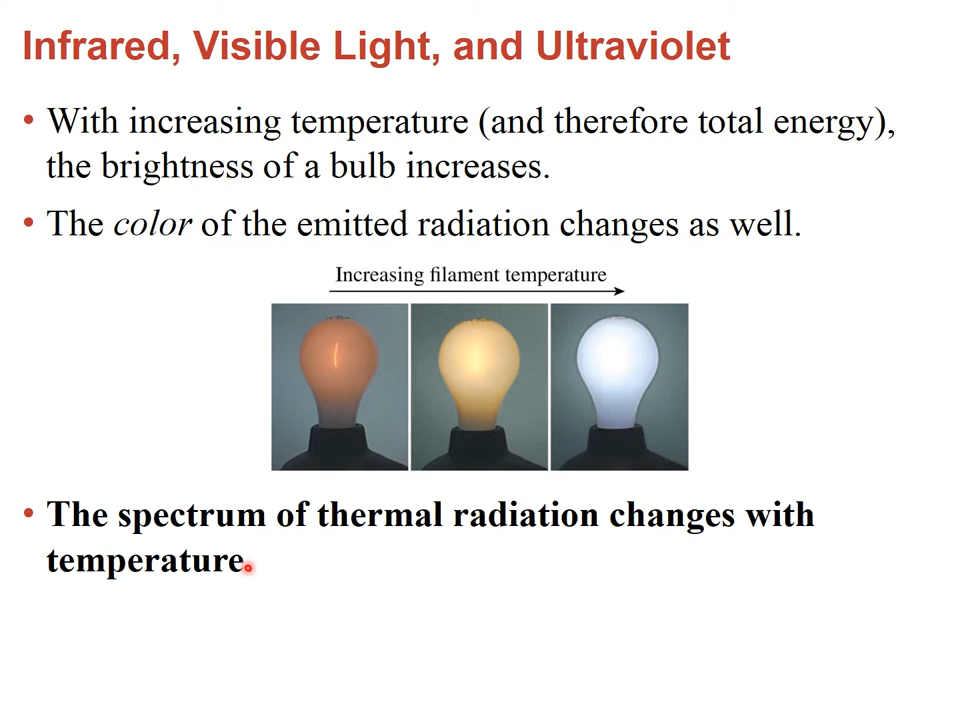 Infrared, Visible Light, and Ultraviolet
• With increasing temperature (and therefore total energy),
the brightness of a bulb increases.
• The color of the emitted radiation changes as well.
Increasing filament temperature
• The spectrum of thermal radiation changes with
temperature.